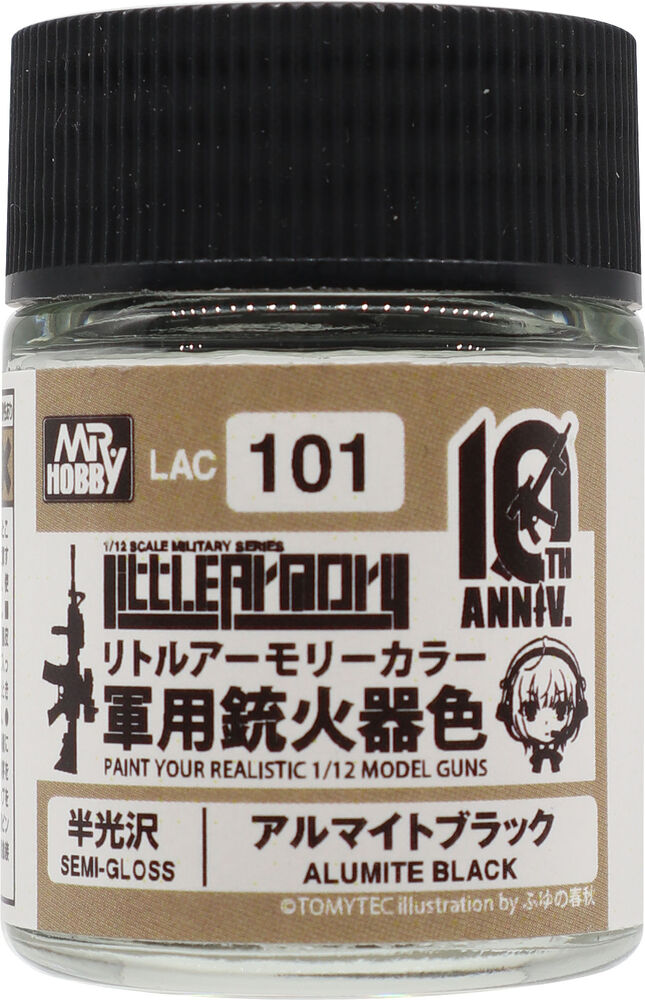 MR HOBBY
LAC 101
10TH
ANNIV.
1/12 SCALE MILITARY SERIES
LITTLEARMORY
リトルアーモリーカラー
軍用銃火器色
PAINT YOUR REALISTIC 1/12 MODEL GUNS
半光沢
SEMI-GLOSS
アルマイトブラック
ALUMITE BLACK
©TOMYTEC illustration by ふゆの春秋